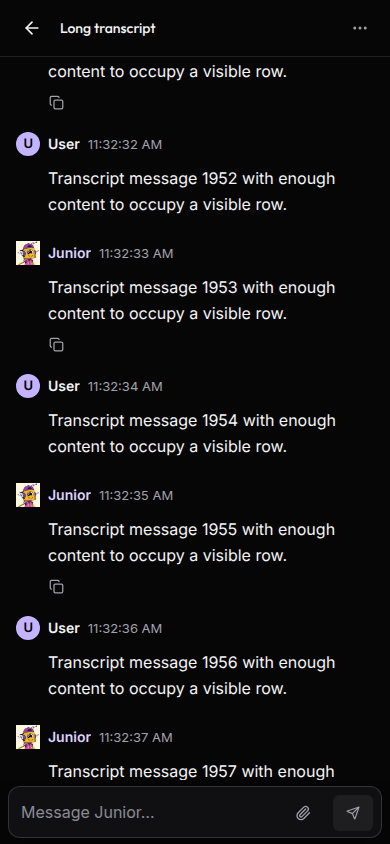 Long transcript
content to occupy a visible row.
U User 11:32:32 AM
Transcript message 1952 with enough
content to occupy a visible row.
Junior 11:32:33 AM
Transcript message 1953 with enough
content to occupy a visible row.
U User 11:32:34 AM
Transcript message 1954 with enough
content to occupy a visible row.
Junior 11:32:35 AM
Transcript message 1955 with enough
content to occupy a visible row.
U User 11:32:36 AM
Transcript message 1956 with enough
content to occupy a visible row.
Junior 11:32:37 AM
Transcript message 1957 with enough
Message Junior...